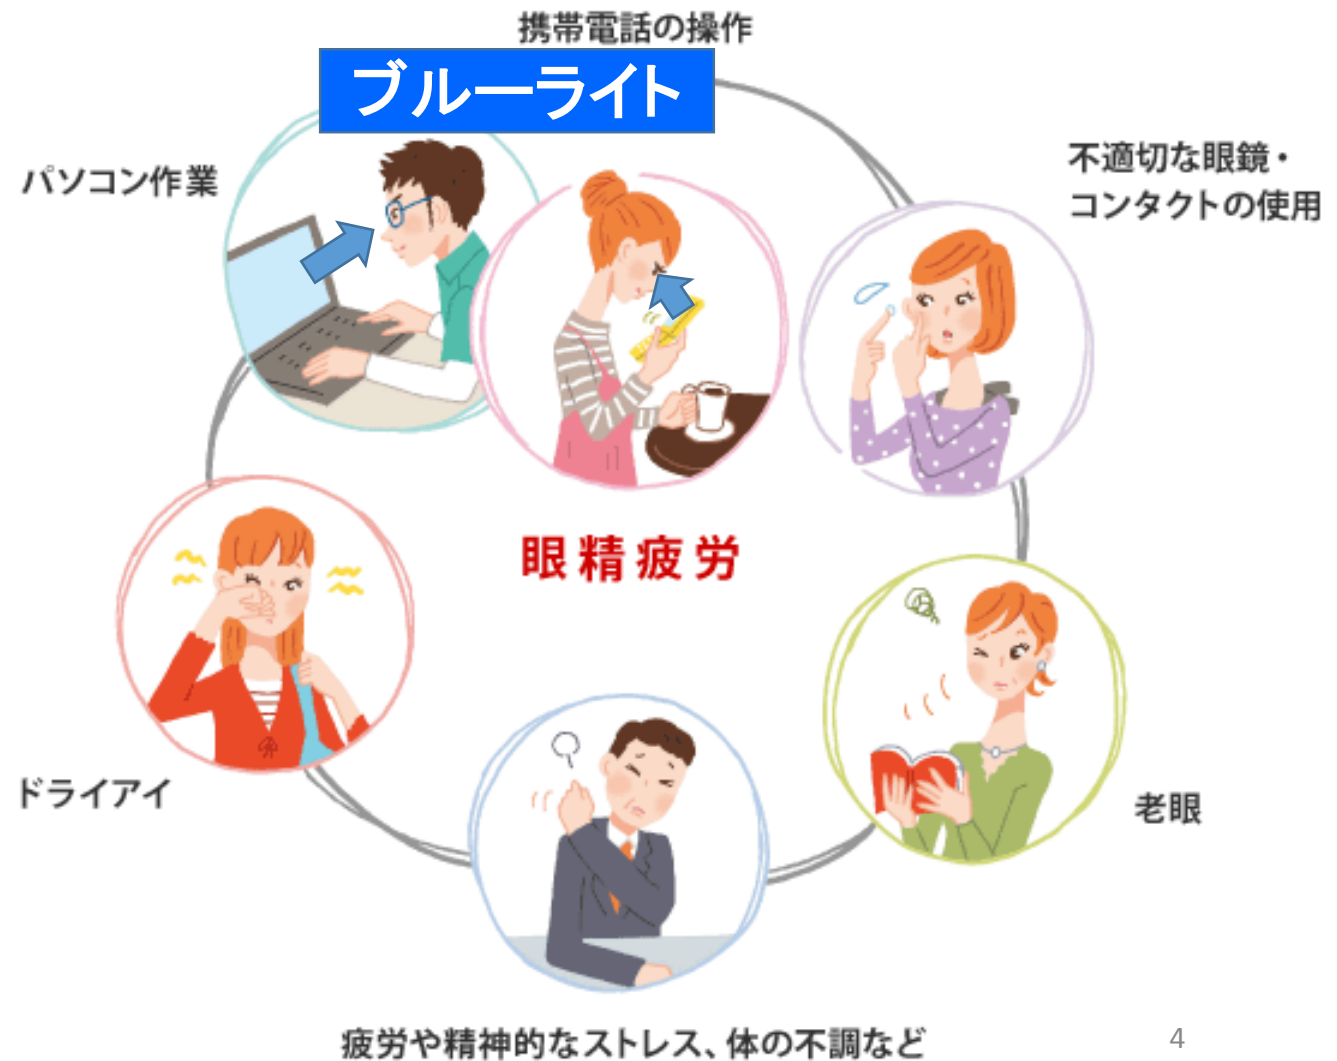 携帯電話の操作
ブルーライト
パソコン作業
不適切な眼鏡・
コンタクトの使用
眼精疲労
ドライアイ
老眼
疲労や精神的なストレス、体の不調など
4